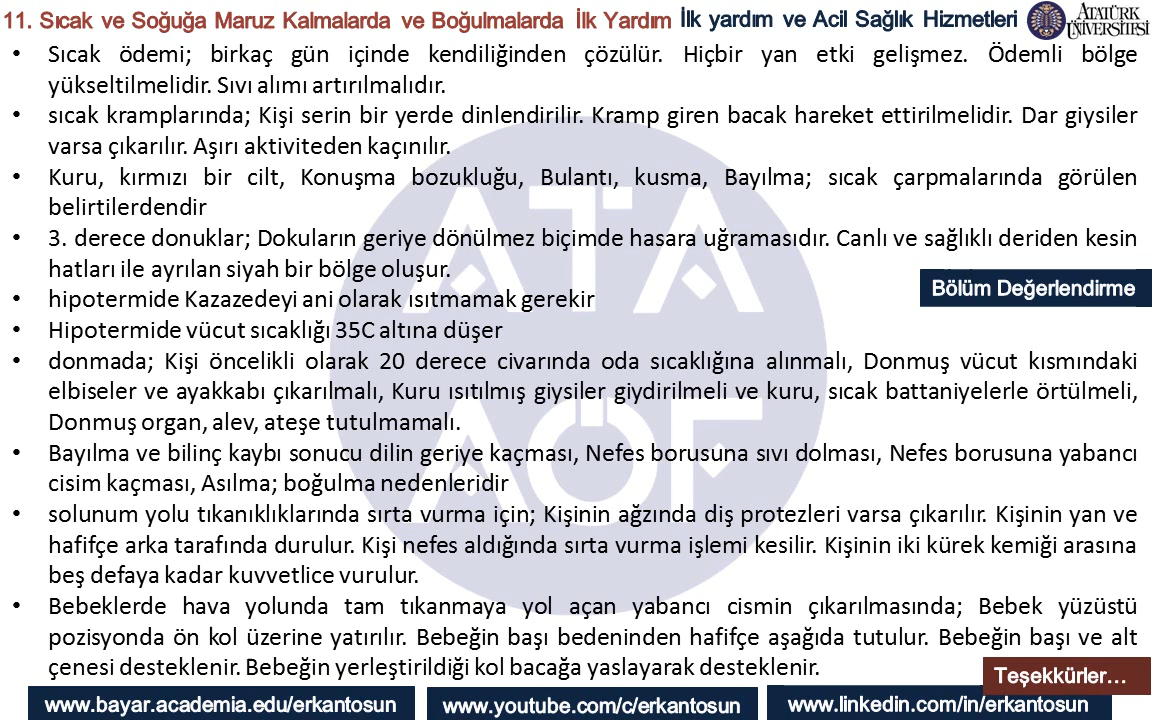 11. Sıcak ve Soğuğa Maruz Kalmalarda ve Boğulmalarda İlk Yardım İlk yardım ve Acil Sağlık Hizmetleri ATATÜRK ÜNİVERSİTESİ
• Sıcak ödemi; birkaç gün içinde kendiliğinden çözülür. Hiçbir yan etki gelişmez. Ödemli bölge
yükseltilmelidir. Sıvı alımı artırılmalıdır.
• sıcak kramplarında; Kişi serin bir yerde dinlendirilir. Kramp giren bacak hareket ettirilmelidir. Dar giysiler
varsa çıkarılır. Aşırı aktiviteden kaçınılır.
• Kuru, kırmızı bir cilt, Konuşma bozukluğu, Bulantı, kusma, Bayılma; sıcak çarpmalarında görülen
belirtilerdendir
• 3. derece donuklar; Dokuların geriye dönülmez biçimde hasara uğramasıdır. Canlı ve sağlıklı deriden kesin
hatları ile ayrılan siyah bir bölge oluşur.
Bölüm Değerlendirme
• hipotermide Kazazedeyi ani olarak ısıtmamak gerekir
• Hipotermide vücut sıcaklığı 35C altına düşer
• donmada; Kişi öncelikli olarak 20 derece civarında oda sıcaklığına alınmalı, Donmuş vücut kısmındaki
elbiseler ve ayakkabı çıkarılmalı, Kuru ısıtılmış giysiler giydirilmeli ve kuru, sıcak battaniyelerle örtülmeli,
Donmuş organ, alev, ateşe tutulmamalı.
• Bayılma ve bilinç kaybı sonucu dilin geriye kaçması, Nefes borusuna sıvı dolması, Nefes borusuna yabancı
cisim kaçması, Asılma; boğulma nedenleridir
• solunum yolu tıkanıklıklarında sırta vurma için; Kişinin ağzında diş protezleri varsa çıkarılır. Kişinin yan ve
hafifçe arka tarafında durulur. Kişi nefes aldığında sırta vurma işlemi kesilir. Kişinin iki kürek kemiği arasına
beş defaya kadar kuvvetlice vurulur.
• Bebeklerde hava yolunda tam tıkanmaya yol açan yabancı cismin çıkarılmasında; Bebek yüzüstü
pozisyonda ön kol üzerine yatırılır. Bebeğin başı bedeninden hafifçe aşağıda tutulur. Bebeğin başı ve alt
çenesi desteklenir. Bebeğin yerleştirildiği kol bacağa yaslayarak desteklenir.
Teşekkürler...
www.bayar.academia.edu/erkantosun www.youtube.com/c/erkantosun www.linkedin.com/in/erkantosun
ATA
AÖF